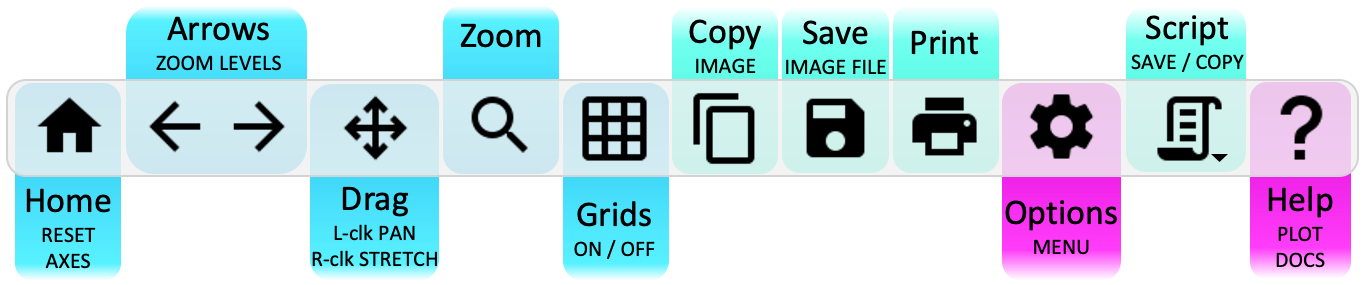 Arrows
ZOOM LEVELS
Zoom
Copy
IMAGE
Save
IMAGE FILE
Print
Script
SAVE / COPY
?
Home
RESET
AXES
Drag
L-clk PAN
R-clk STRETCH
Grids
ON / OFF
Options
MENU
Help
PLOT
DOCS